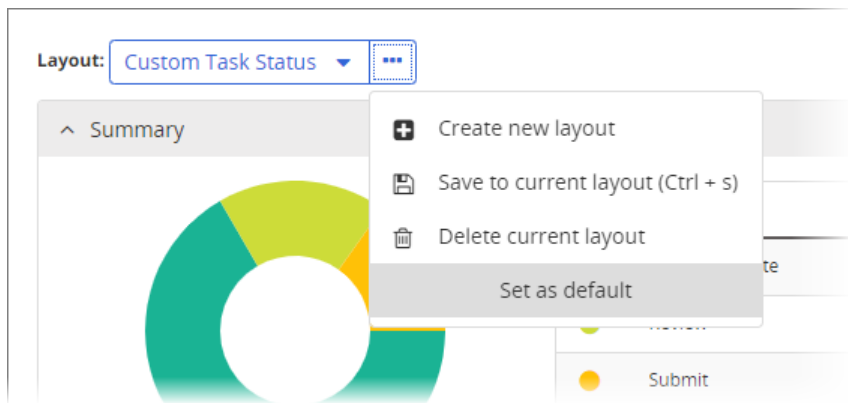 Layout: Custom Task Status •••
Summary
Create new layout
Save to current layout (Ctrl + s)
Delete current layout
Set as default
te
Submit